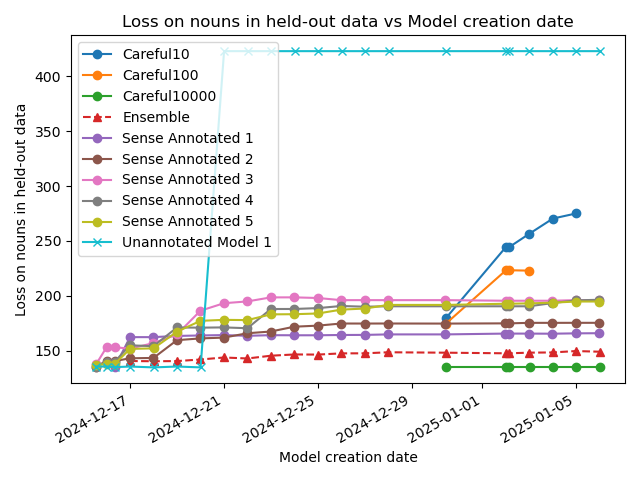 Loss on nouns in held-out data vs Model creation date
Loss on nouns in held-out data
400
350
300
250
200
150
Careful10
Careful100
Careful10000
Ensemble
Sense Annotated 1
Sense Annotated 2
Sense Annotated 3
Sense Annotated 4
Sense Annotated 5
Unannotated Model 1
2024-12-17
2024-12-21
2024-12-25
2024-12-29
2025-01-01
2025-01-05
Model creation date